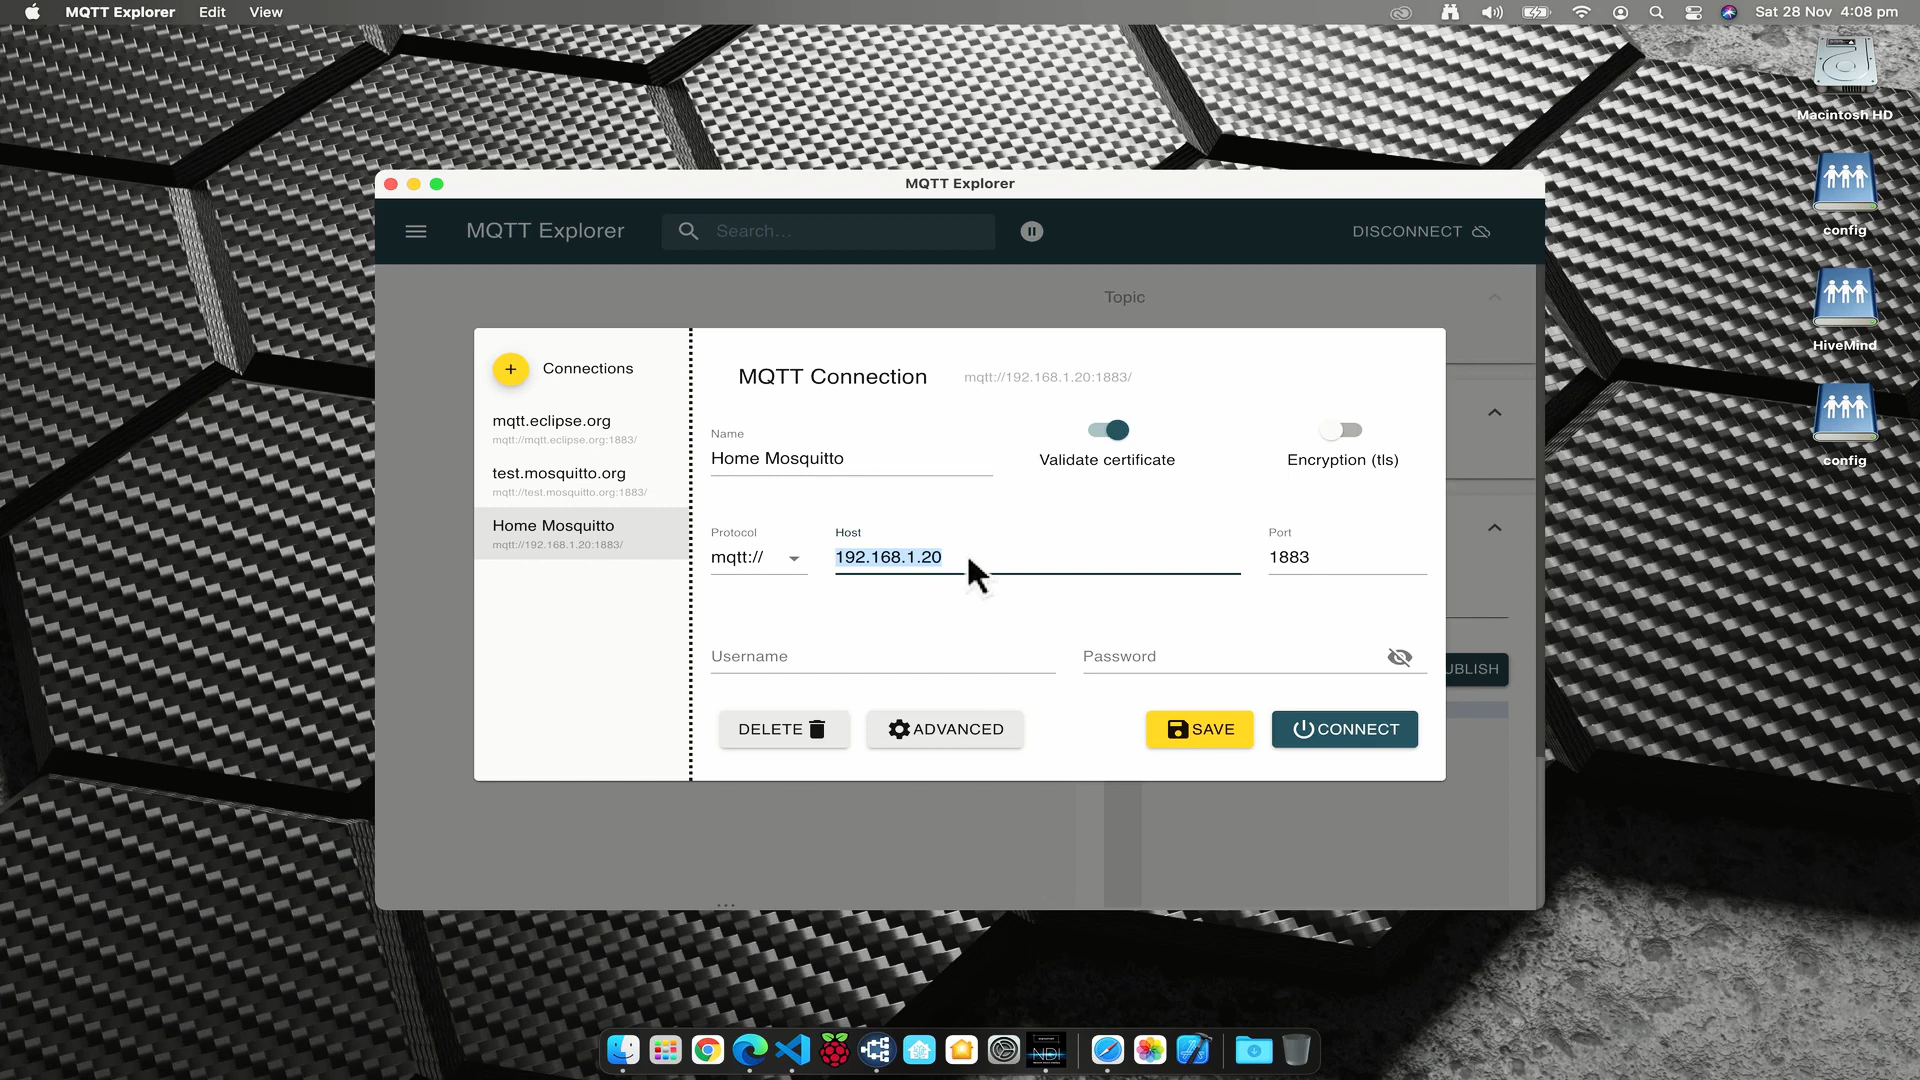 MQTT Explorer Edit View Sat 28 Nov 4:08 pm
Macintosh HD
config
HiveMind
config
MQTT Explorer
MQTT Explorer Search... DISCONNECT
Topic
+ Connections
mqtt.eclipse.org
mqtt://mqtt.eclipse.org:1883/
test.mosquitto.org
mqtt://test.mosquitto.org:1883/
Home Mosquitto
mqtt://192.168.1.20:1883/
MQTT Connection mqtt://192.168.1.20:1883/
Name
Home Mosquitto
Validate certificate
Encryption (tls)
Protocol
mqtt://
Host
192.168.1.20
Port
1883
Username
Password
DELETE ADVANCED SAVE CONNECT
UBLISH
...
NDI